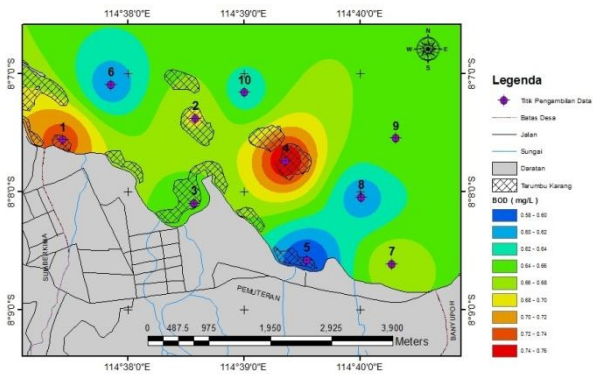 114°38'0"E 114°39'0"E 114°40'0"E
8°7'0"S 8°7'0"S
8°8'0"S 8°8'0"S
8°9'0"S 8°9'0"S
N
W E
S
6
10
2
1
9
4
8
3
5
7
SUMBERKIMA
PEMUTERAN
BANYUPOH
0 487.5 975 1,950 2,925 3,900
Meters
114°38'0"E 114°39'0"E 114°40'0"E
Legenda
Titik Pengambilan Data
Batas Desa
Jalan
Sungai
Daratan
Terumbu Karang
BOD ( mg/L )
0.58 - 0.60
0.60 - 0.62
0.62 - 0.64
0.64 - 0.66
0.66 - 0.68
0.68 - 0.70
0.70 - 0.72
0.72 - 0.74
0.74 - 0.76